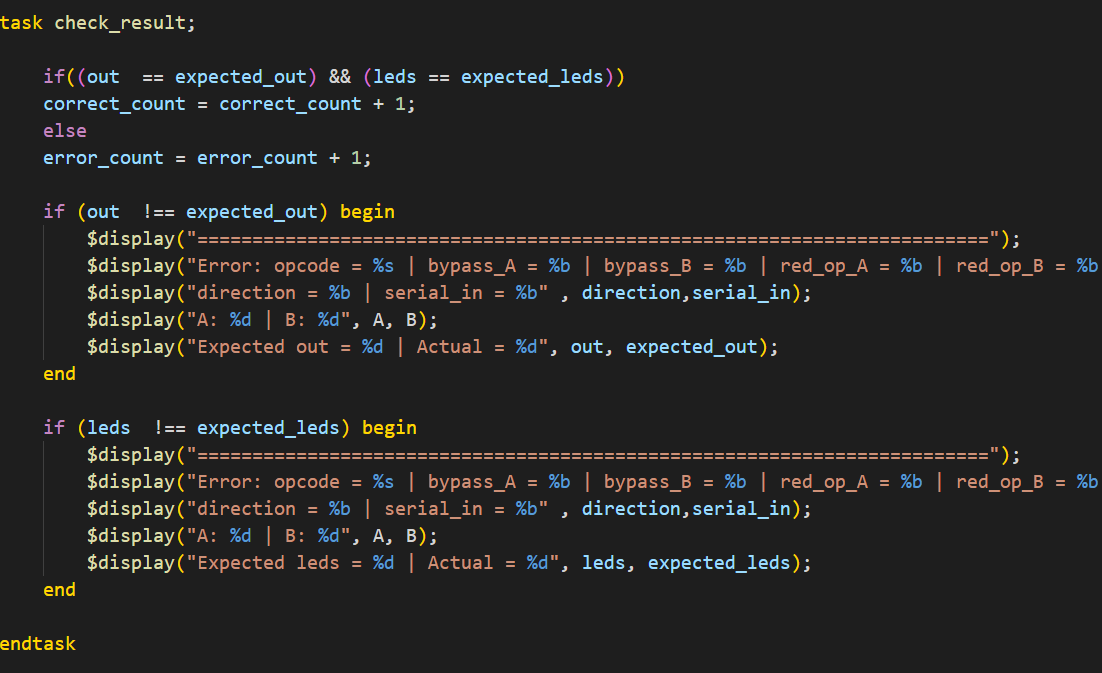 task check_result;
if((out  == expected_out) && (leds == expected_leds))
correct_count = correct_count + 1;
else
error_count = error_count + 1;
if (out  !== expected_out) begin
$display("========================================================================");
$display("Error: opcode = %s | bypass_A = %b | bypass_B = %b | red_op_A = %b | red_op_B = %b
$display("direction = %b | serial_in = %b" , direction,serial_in);
$display("A: %d | B: %d", A, B);
$display("Expected out = %d | Actual = %d", out, expected_out);
end
if (leds  !== expected_leds) begin
$display("========================================================================");
$display("Error: opcode = %s | bypass_A = %b | bypass_B = %b | red_op_A = %b | red_op_B = %b
$display("direction = %b | serial_in = %b" , direction,serial_in);
$display("A: %d | B: %d", A, B);
$display("Expected leds = %d | Actual = %d", leds, expected_leds);
end
endtask